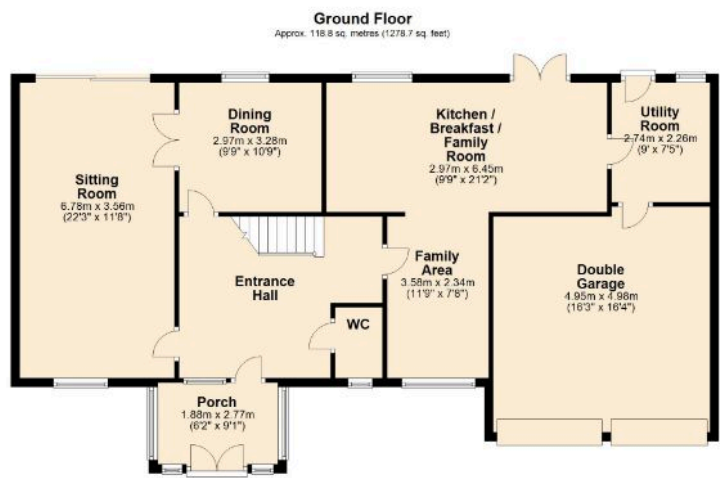 Ground Floor
Approx. 118.8 sq. metres (1278.7 sq. feet)
Dining
Room
2.97m x 3.28m
(9'9" x 10'9")
Kitchen /
Breakfast /
Family
Room
2.97m x 6.45m
(9'9" x 21'2")
Utility
Room
2.74m x 2.26m
(9' x 7'5")
Sitting
Room
6.78m x 3.56m
(22'3" x 11'8")
Entrance
Hall
Family
Area
3.58m x 2.34m
(11'9" x 7'8")
Double
Garage
4.95m x 4.98m
(16'3" x 16'4")
WC
Porch
1.88m x 2.77m
(6'2" x 9'1")